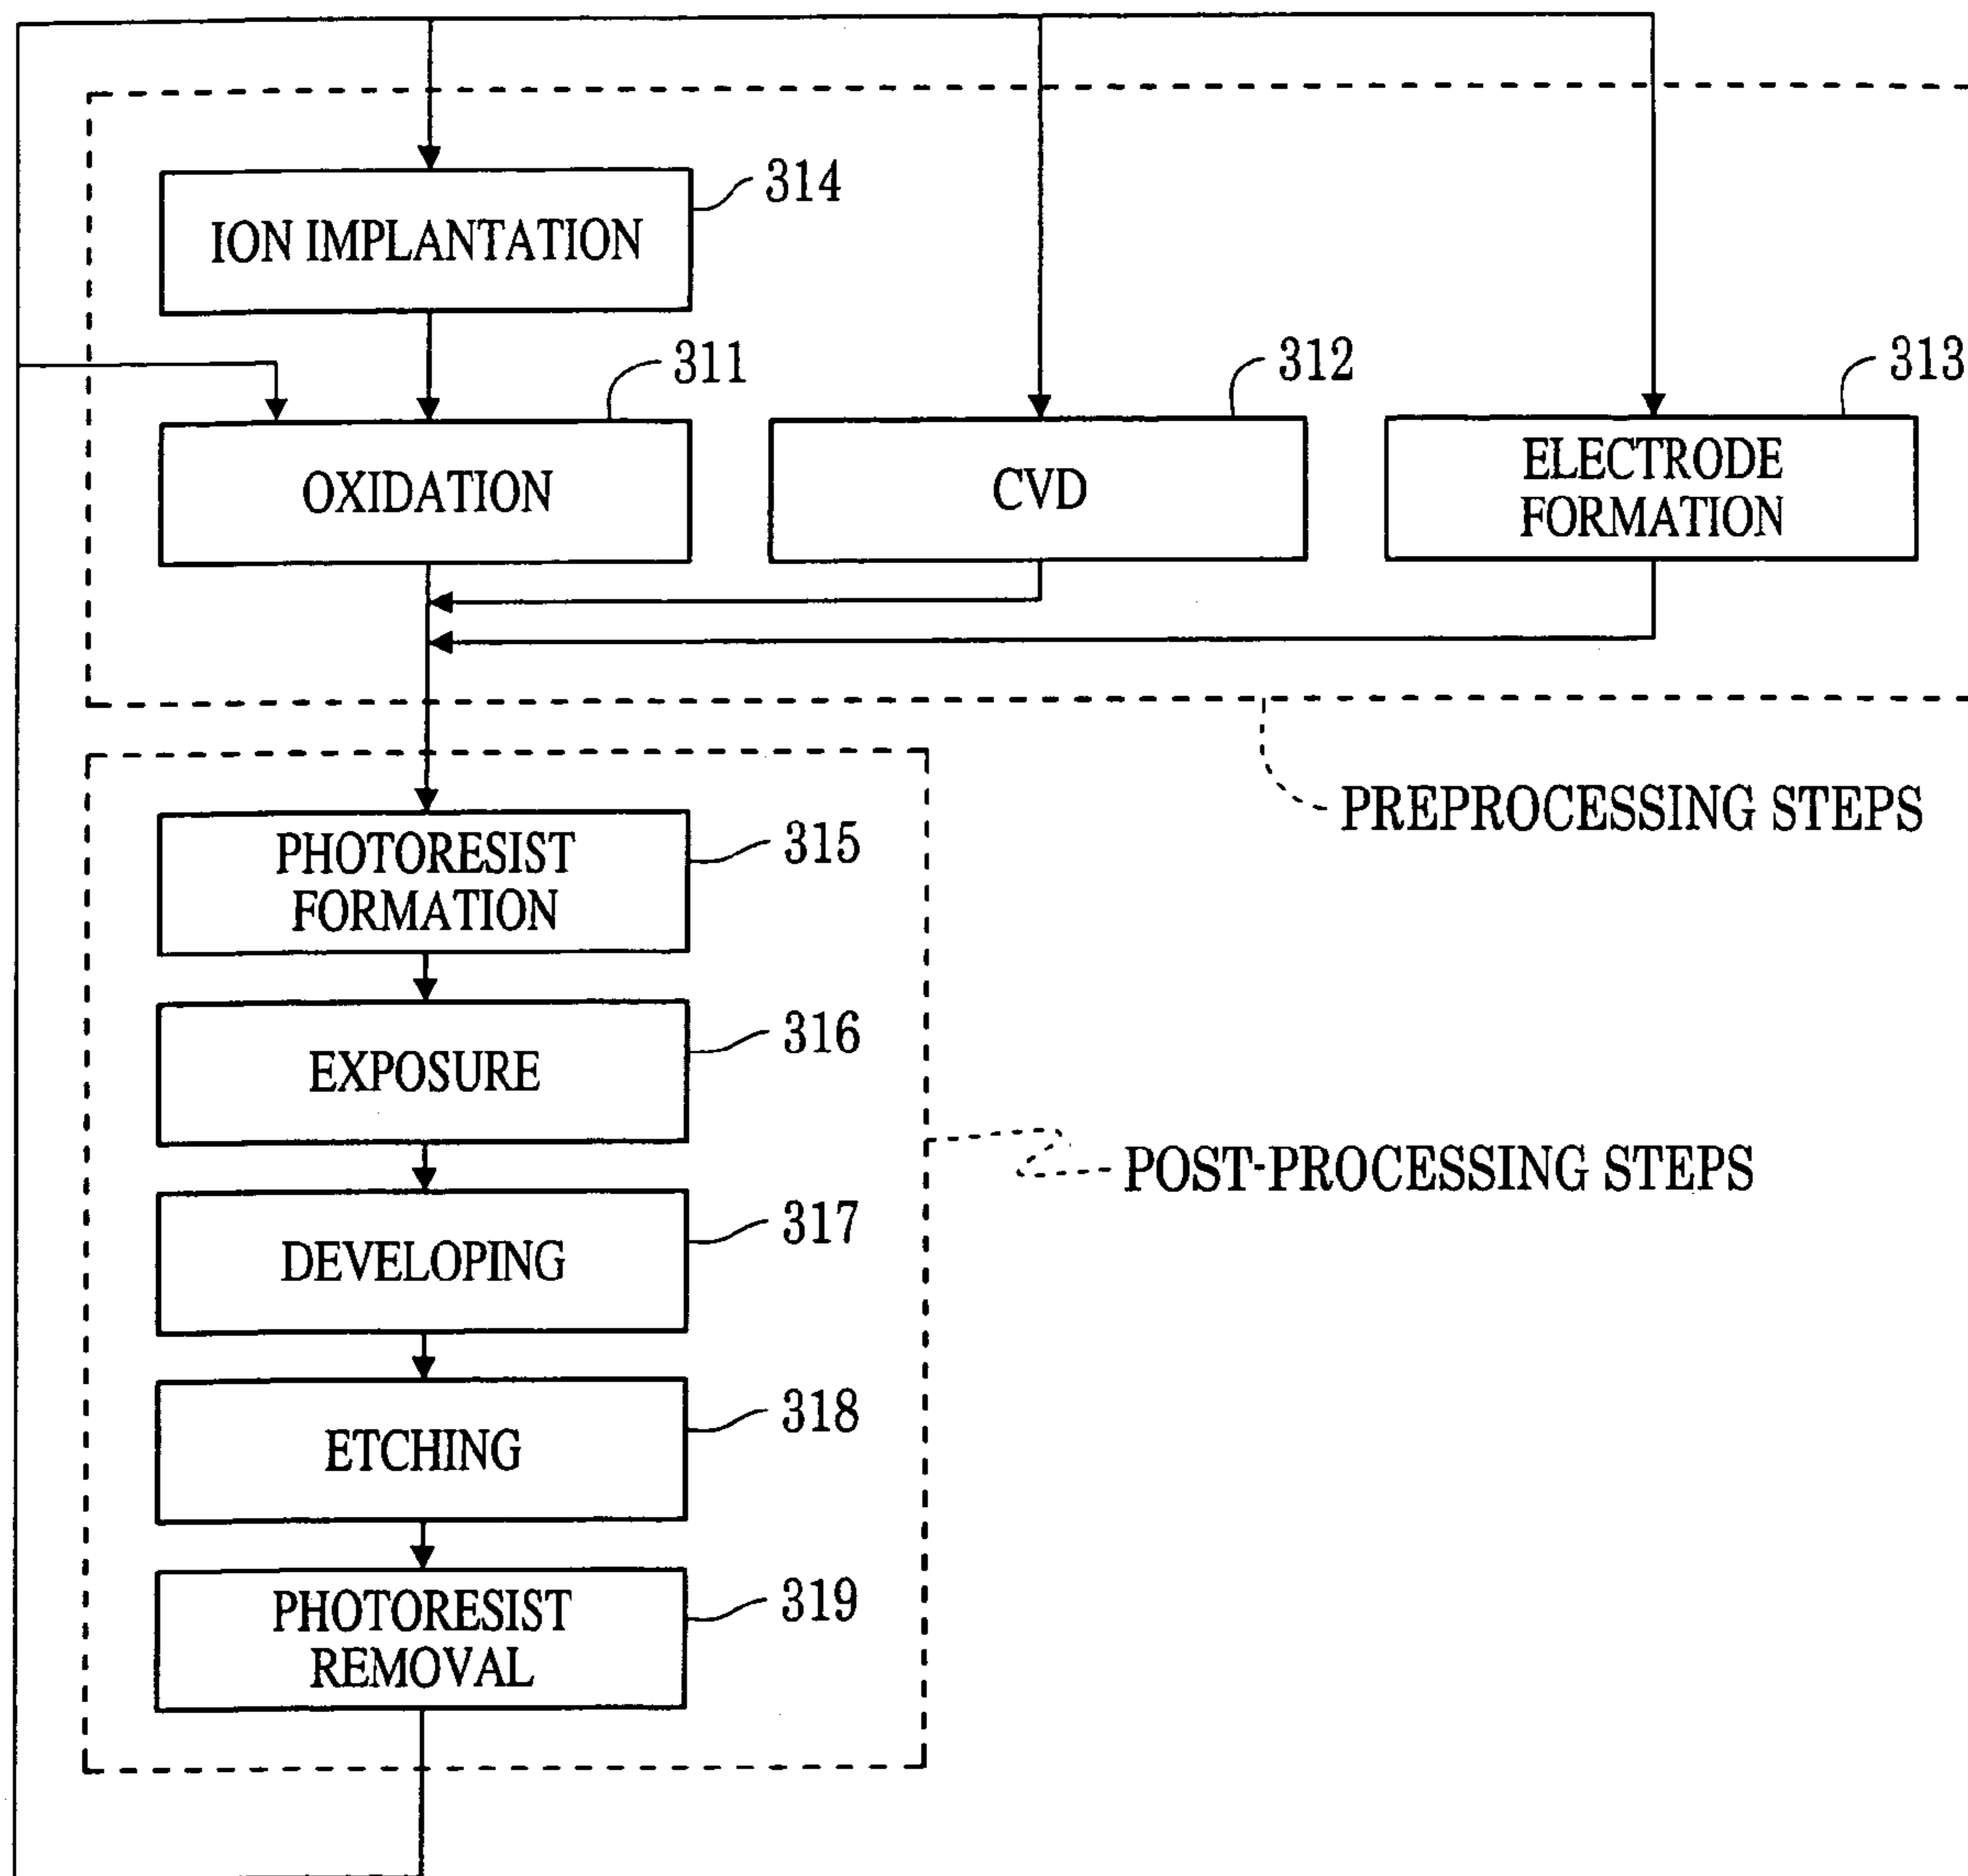 314
ION IMPLANTATION
311
312
313
OXIDATION
CVD
ELECTRODE
FORMATION
PREPROCESSING STEPS
315
PHOTORESIST
FORMATION
316
EXPOSURE
POST-PROCESSING STEPS
317
DEVELOPING
318
ETCHING
319
PHOTORESIST
REMOVAL